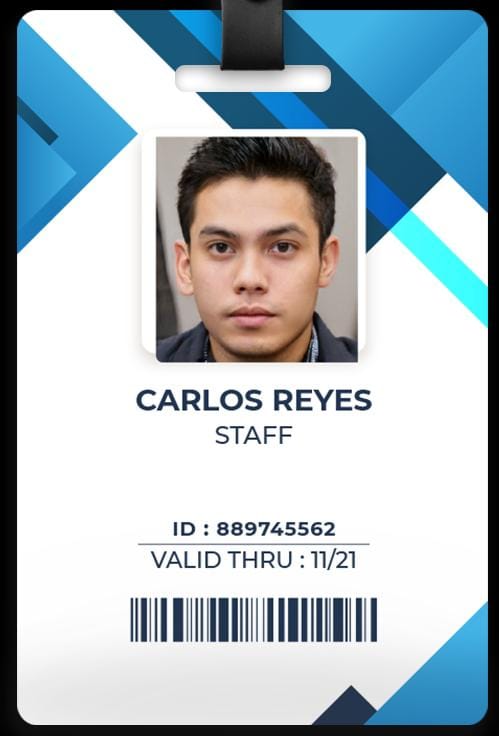 CARLOS REYES
STAFF
ID : 889745562
VALID THRU : 11/21